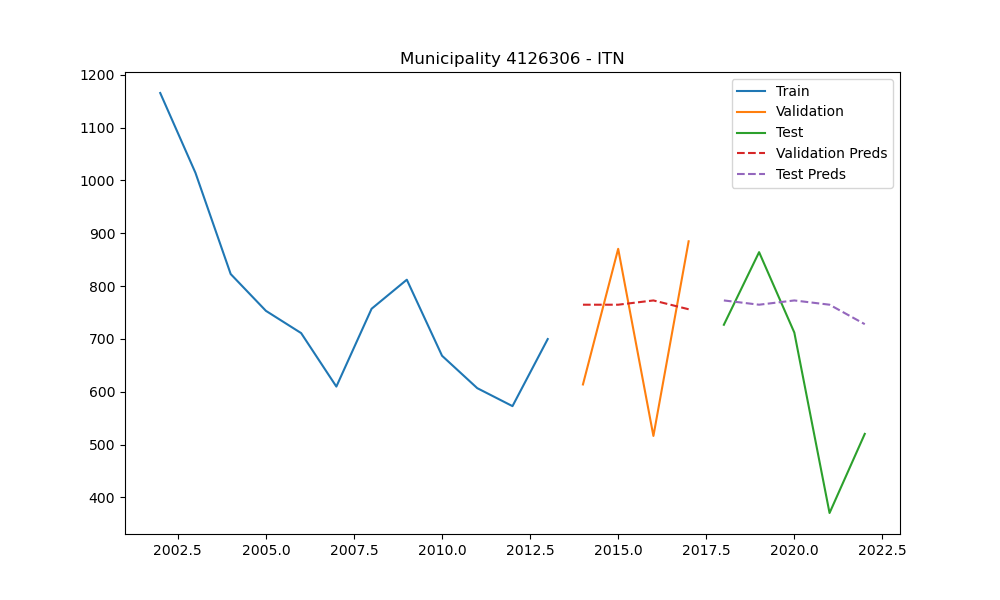 Municipality 4126306 - ITN
1200
1100
1000
900
800
700
600
500
400
Train
Validation
Test
Validation Preds
Test Preds
2002.5 2005.0 2007.5 2010.0 2012.5 2015.0 2017.5 2020.0 2022.5